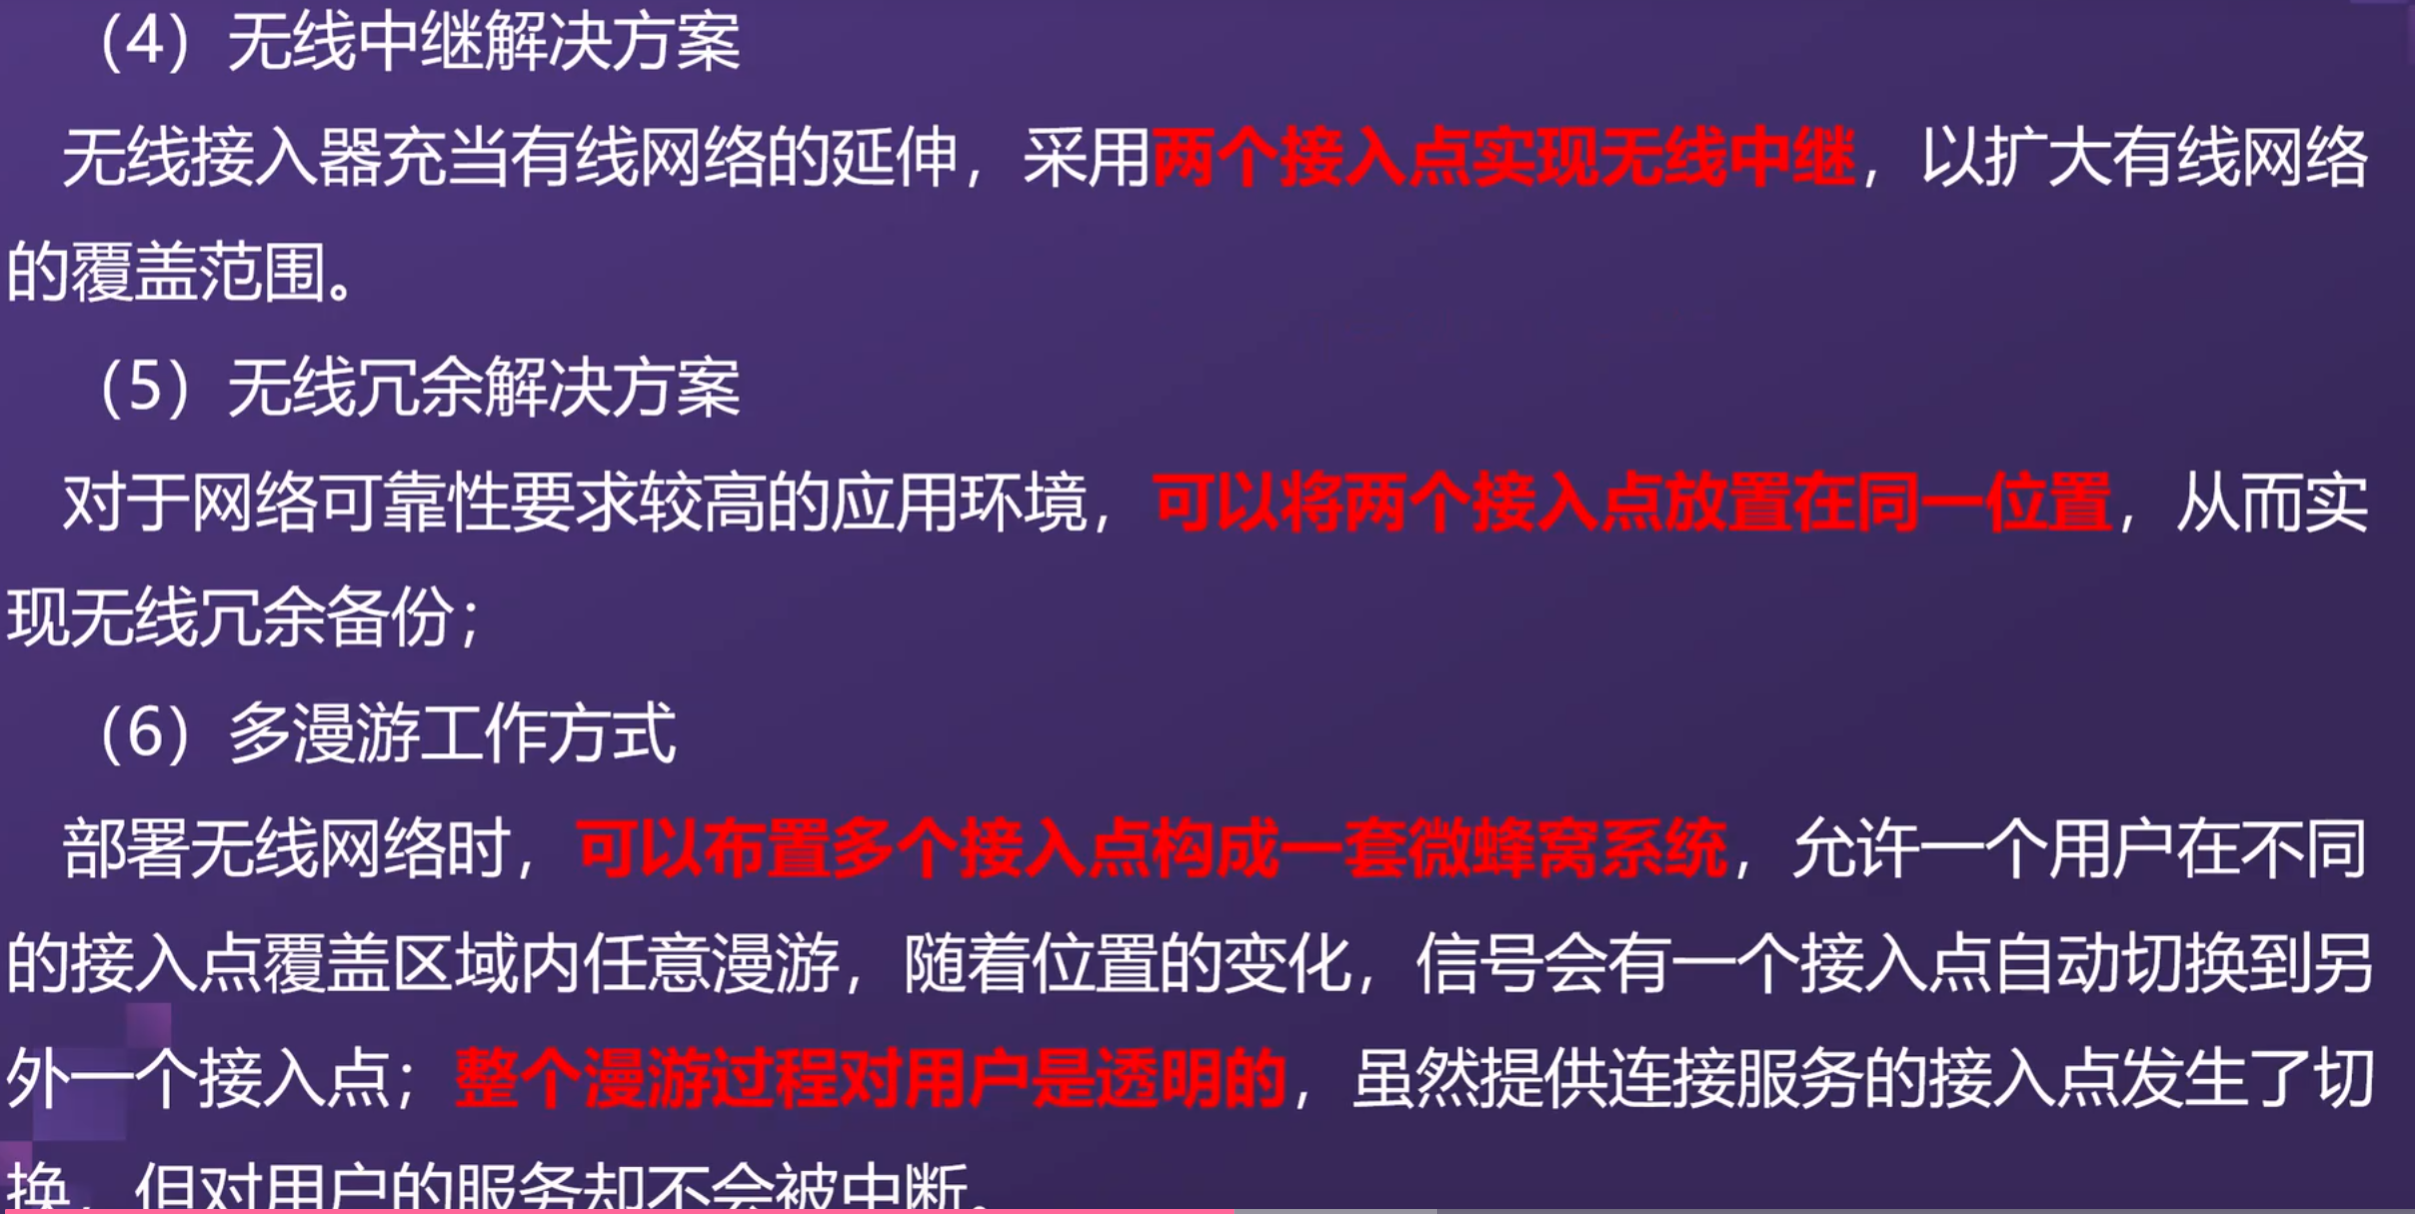 （4）无线中继解决方案
无线接入器充当有线网络的延伸，采用两个接入点实现无线中继，以扩大有线网络
的覆盖范围。
（5）无线冗余解决方案
对于网络可靠性要求较高的应用环境，可以将两个接入点放置在同一位置，从而实
现无线冗余备份；
（6）多漫游工作方式
部署无线网络时，可以布置多个接入点构成一套微蜂窝系统，允许一个用户在不同
的接入点覆盖区域内任意漫游，随着位置的变化，信号会有一个接入点自动切换到另
外一个接入点；整个漫游过程对用户是透明的，虽然提供连接服务的接入点发生了切
换，但对用户的服务却不会被中断。